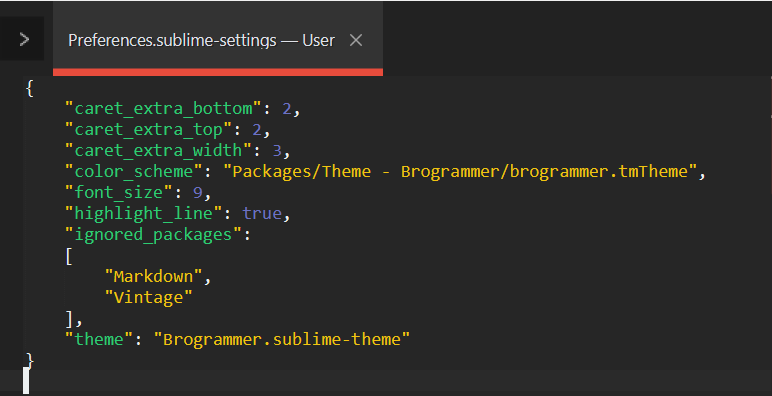 Preferences.sublime-settings — User
{
    "caret_extra_bottom": 2,
    "caret_extra_top": 2,
    "caret_extra_width": 3,
    "color_scheme": "Packages/Theme - Brogrammer/brogrammer.tmTheme",
    "font_size": 9,
    "highlight_line": true,
    "ignored_packages":
    [
        "Markdown",
        "Vintage"
    ],
    "theme": "Brogrammer.sublime-theme"
}